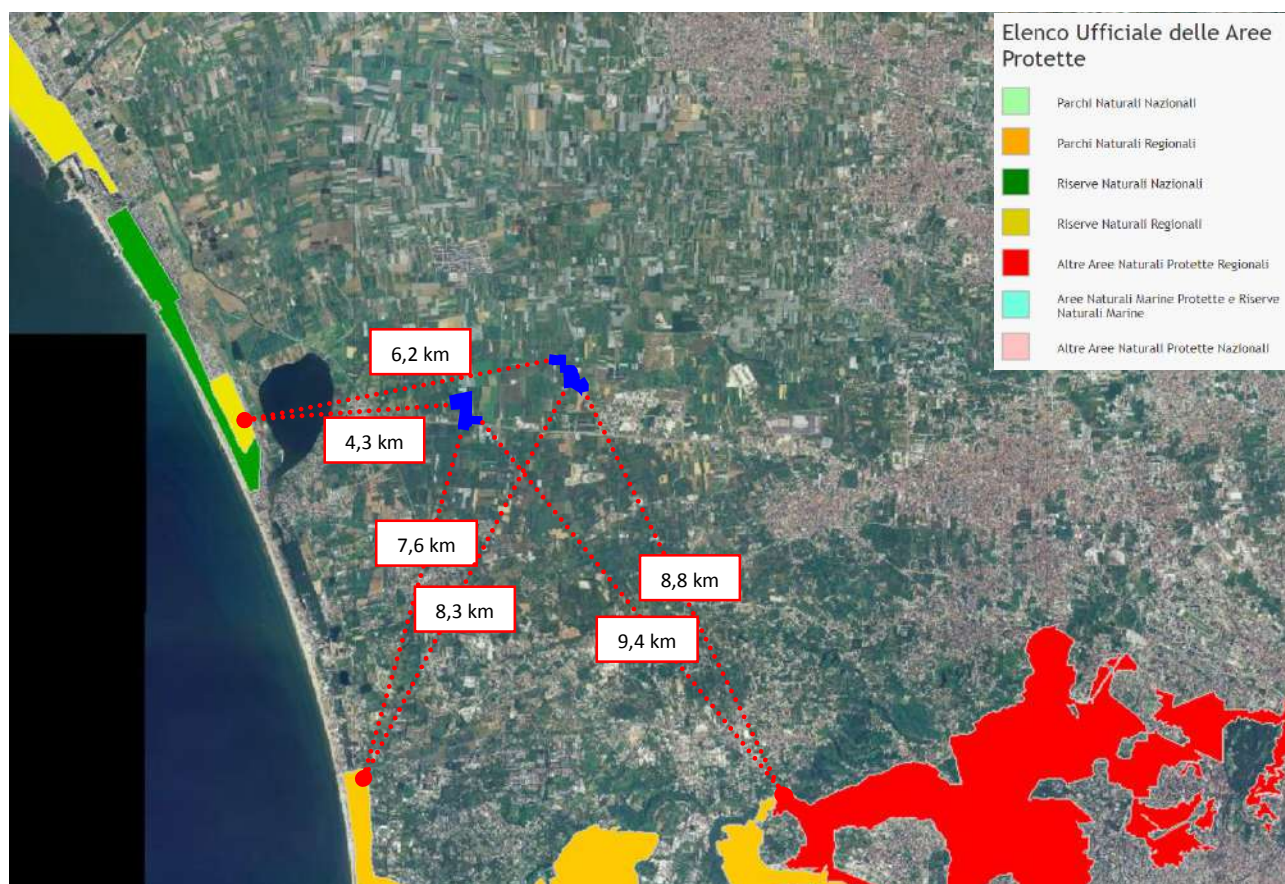 Elenco Ufficiale delle Aree
Protette
Parchi Naturali Nazionali
Parchi Naturali Regionali
Riserve Naturali Nazionali
Riserve Naturali Regionali
Altre Aree Naturali Protette Regionali
Aree Naturali Marine Protette e Riserve
Naturali Marine
Altre Aree Naturali Protette Nazionali
6,2 km
4,3 km
7,6 km
8,8 km
8,3 km
9,4 km